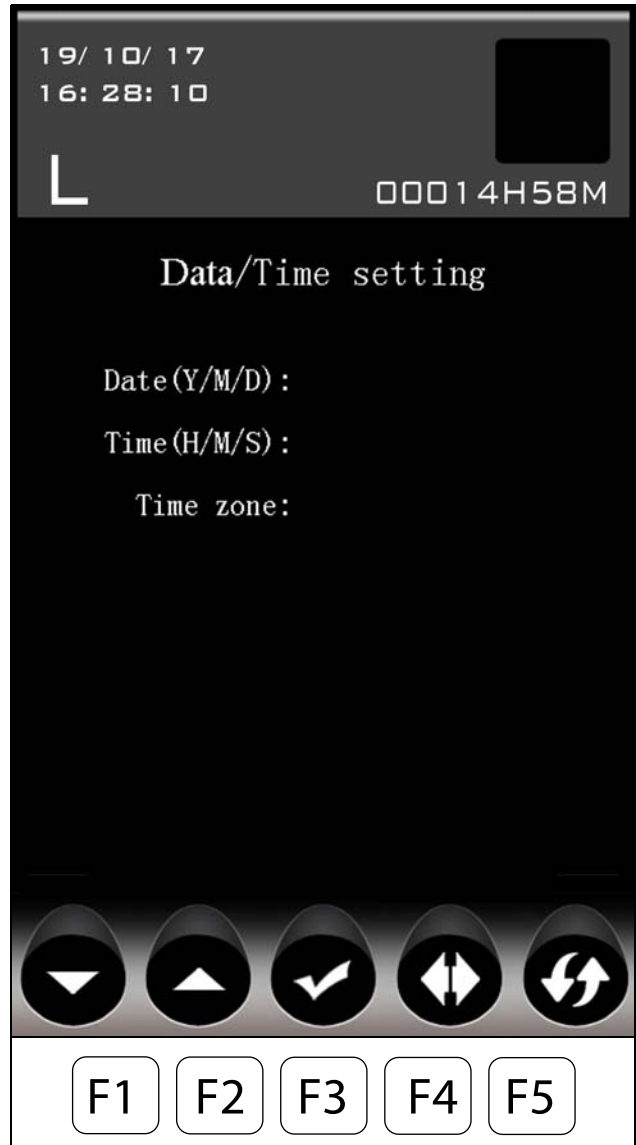 19/ 10/ 17
16: 28: 10
L
00014H58M
Data/Time setting
Date(Y/M/D):
Time(H/M/S):
Time zone:
F1 F2 F3 F4 F5